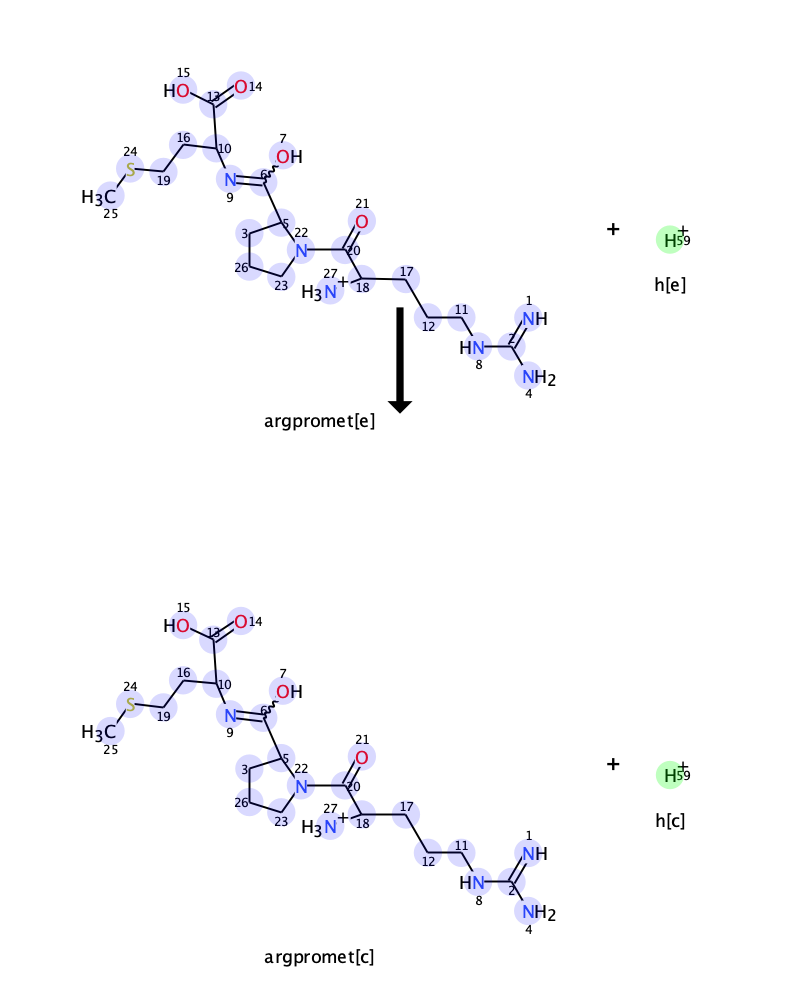 15
HO
13
O
14
24
16
10
7
OH
S
6
H3C
19
N
9
25
21
3
5
22
O
+
H
+
59
N
20
26
27
17
h[e]
23
H3N
+
18
1
12
11
NH
HN
2
8
NH2
4
argpromet[e]
15
HO
13
O
14
24
16
10
7
OH
S
6
H3C
19
N
9
25
21
3
5
22
O
+
H
+
59
N
20
26
27
17
h[c]
23
H3N
+
18
1
12
11
NH
HN
2
8
NH2
4
argpromet[c]